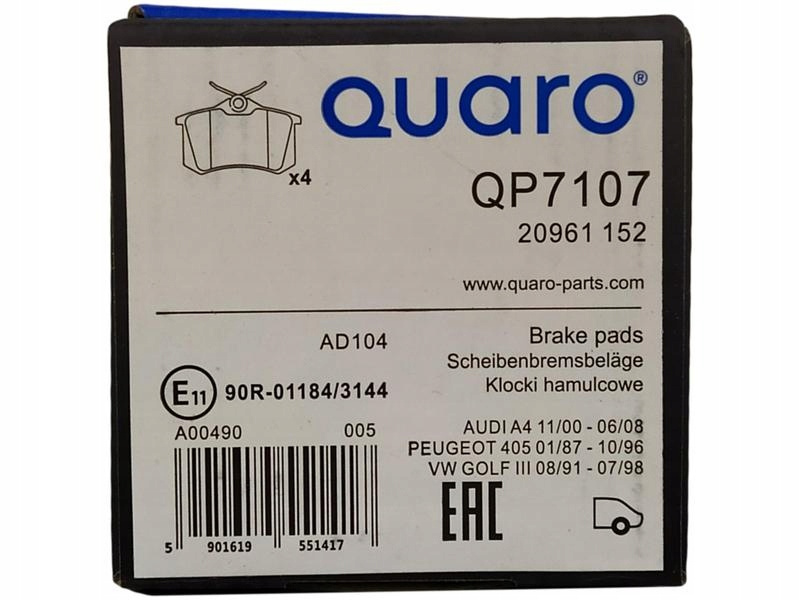 QUARO®
x4
QP7107
20961 152
www.quaro-parts.com
AD104
Brake pads
Scheibenbremsbeläge
Klocki hamulcowe
E11 90R-01184/3144
A00490 005
AUDI A4 11/00 - 06/08
PEUGEOT 405 01/87 - 10/96
VW GOLF III 08/91 - 07/98
EAC
5 901619 551417